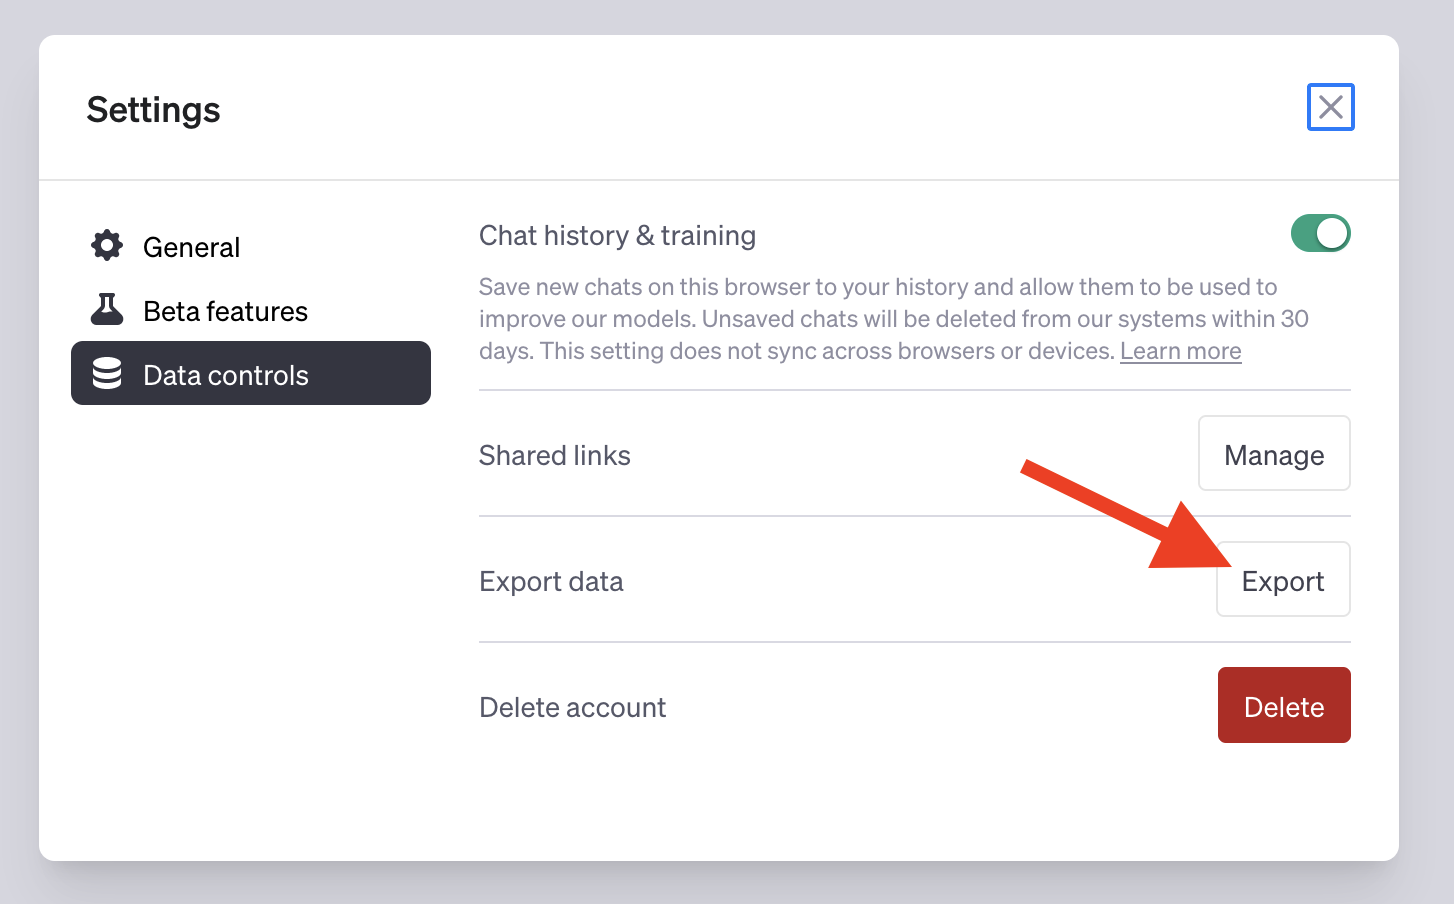 Settings
General
Beta features
Data controls
Chat history & training
Save new chats on this browser to your history and allow them to be used to
improve our models. Unsaved chats will be deleted from our systems within 30
days. This setting does not sync across browsers or devices. Learn more
Shared links
Manage
Export data
Export
Delete account
Delete